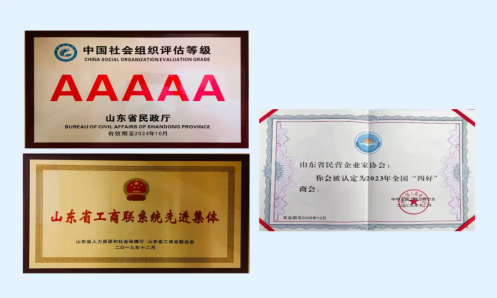 中国社会组织评估等级
CHINA SOCIAL ORGANIZATION EVALUATION GRADE
AAAAA
山东省民政厅
有效期至2024年10月
BUREAU OF CIVIL AFFAIRS OF SHANDONG PROVINCE
山东省工商联系统先进集体
山东省人力资源和社会保障厅 山东省工商业联合会
二〇一九年十二月
山东省民营企业家协会：
你会被认定为2023年全国“四好”
商会。